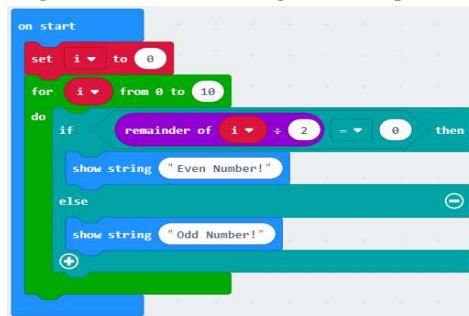 on start
set i to 0
for i from 0 to 10
do
if remainder of i ÷ 2 = 0 then
show string "Even Number!"
else
show string "Odd Number!"